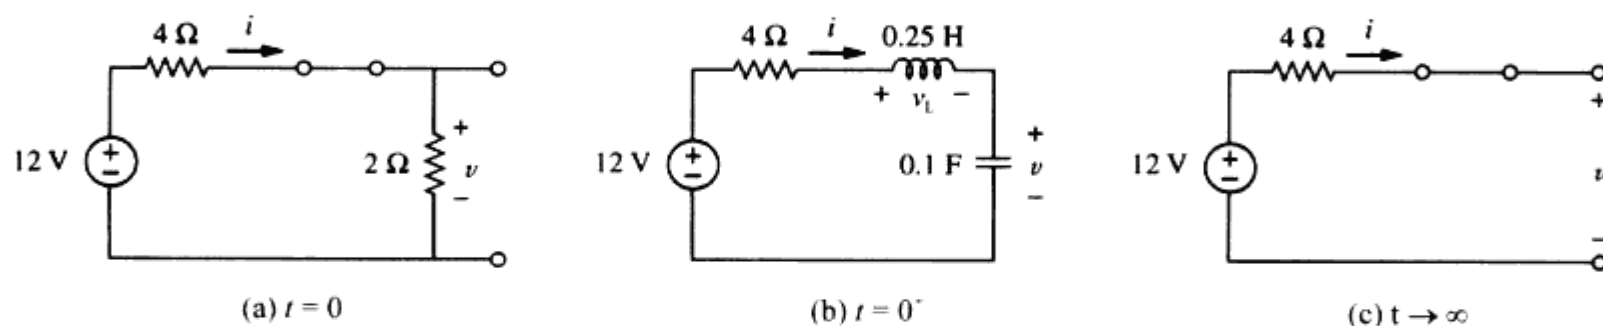 4 Ω
i
12 V
+
−
2 Ω
+
v
−
(a) t = 0
4 Ω
i
0.25 H
+ v_L −
12 V
+
−
0.1 F
+
v
−
(b) t = 0⁺
4 Ω
i
12 V
+
−
+
v
−
(c) t → ∞